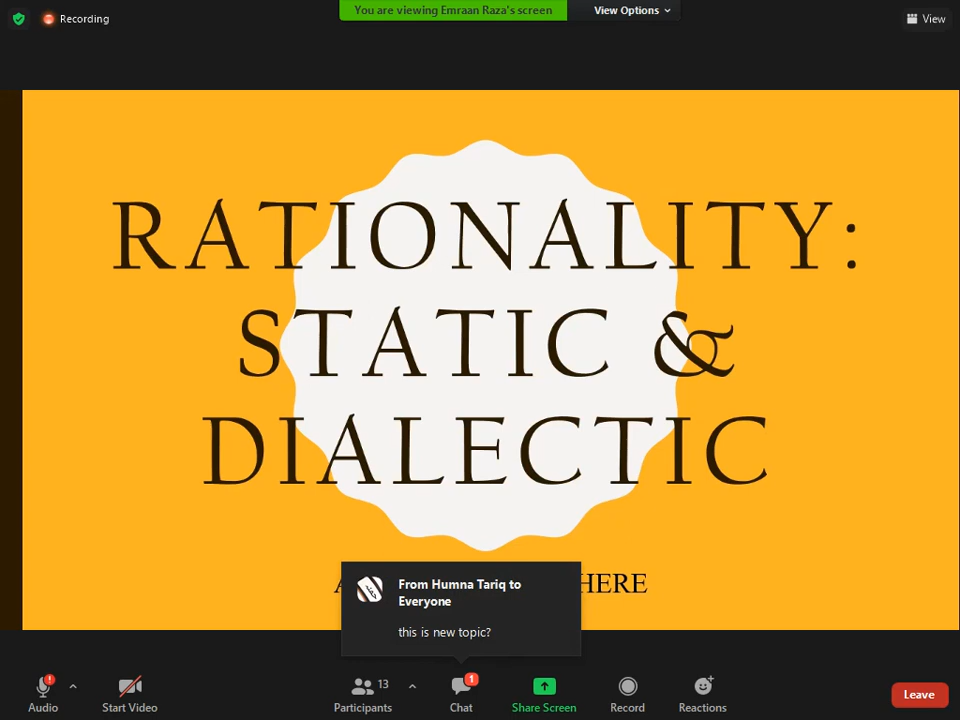 Recording
You are viewing Emraan Raza's screen
View Options
View
RATIONALITY:
STATIC &
DIALECTIC
HERE
From Humna Tariq to
Everyone
this is new topic?
Audio
Start Video
13
Participants
1
Chat
Share Screen
Record
Reactions
Leave